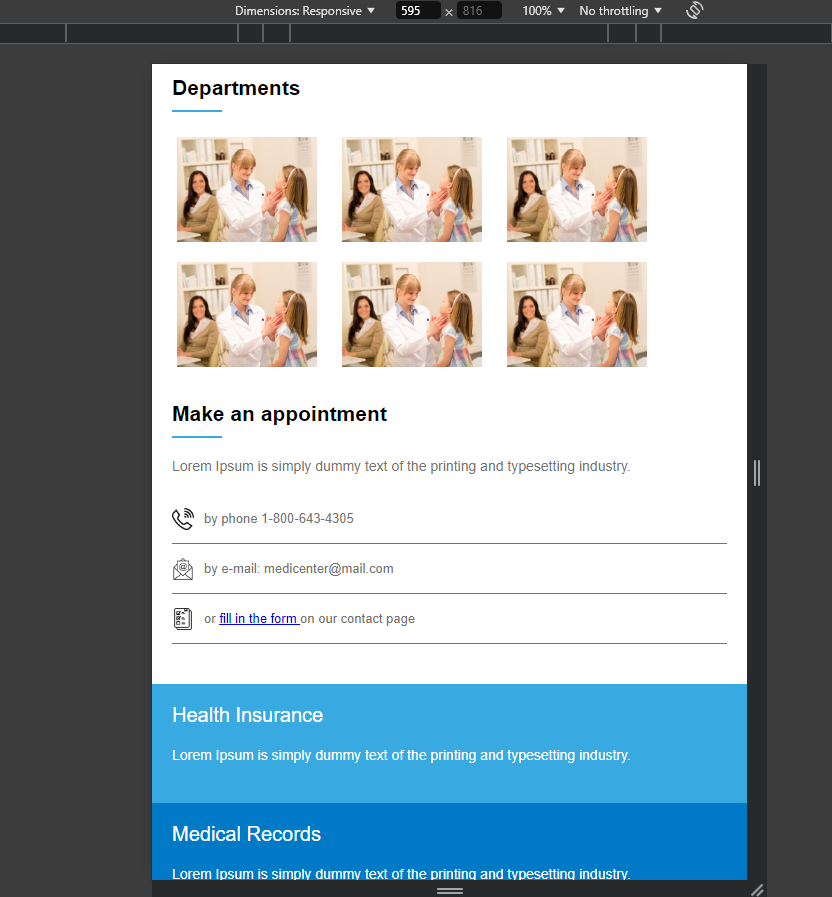 Dimensions: Responsive 595 × 816 100% No throttling
Departments
Make an appointment
Lorem Ipsum is simply dummy text of the printing and typesetting industry.
by phone 1-800-643-4305
by e-mail: medicenter@mail.com
or fill in the form on our contact page
Health Insurance
Lorem Ipsum is simply dummy text of the printing and typesetting industry.
Medical Records
Lorem Ipsum is simply dummy text of the printing and typesetting industry.